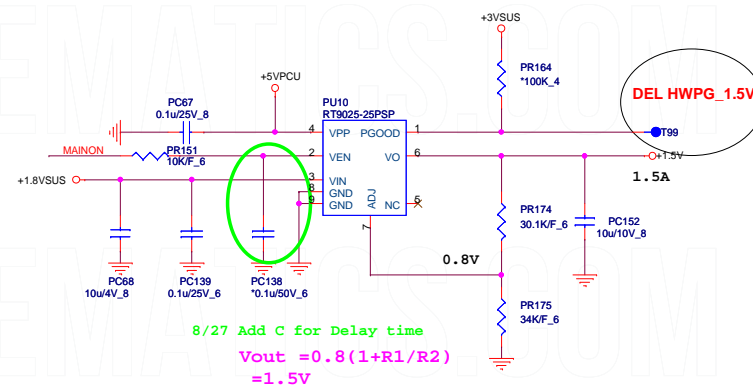 +3VSUS
PR164
*100K_4
DEL HWPG_1.5V
+5VPCU
PC67
0.1u/25V_8
PU10
RT9025-25PSP
4
VPP
PGOOD
1
T99
MAINON
PR151
10K/F_6
2
VEN
VO
6
+1.5V
1.5A
+1.8VSUS
3
VIN
8
GND
9
GND
ADJ
NC
5
7
PR174
30.1K/F_6
PC152
10u/10V_8
0.8V
PC68
10u/4V_8
PC139
0.1u/25V_6
PC138
*0.1u/50V_6
PR175
34K/F_6
8/27 Add C for Delay time
Vout =0.8(1+R1/R2)
=1.5V